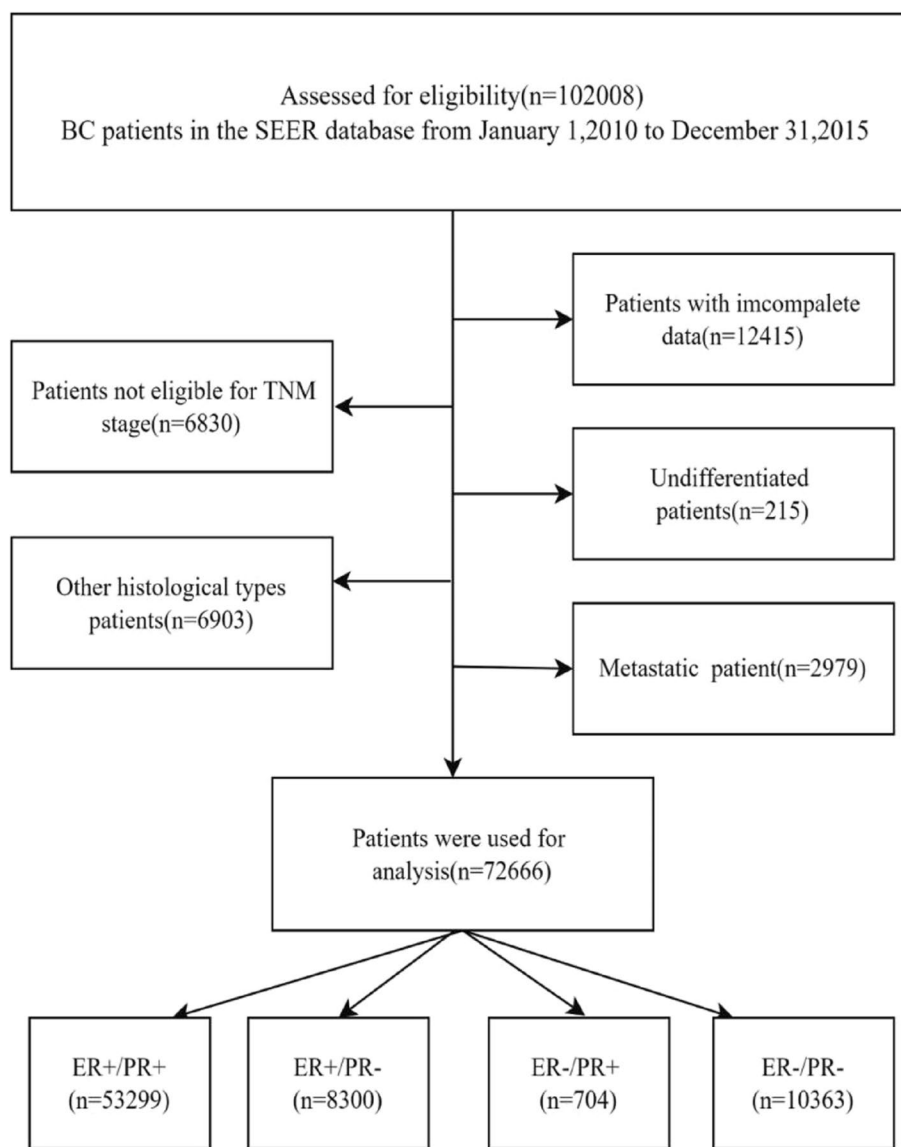 Assessed for eligibility(n=102008)
BC patients in the SEER database from January 1,2010 to December 31,2015
Patients with imcompalete
data(n=12415)
Patients not eligible for TNM
stage(n=6830)
Undifferentiated
patients(n=215)
Other histological types
patients(n=6903)
Metastatic patient(n=2979)
Patients were used for
analysis(n=72666)
ER+/PR+
(n=53299)
ER+/PR-
(n=8300)
ER-/PR+
(n=704)
ER-/PR-
(n=10363)